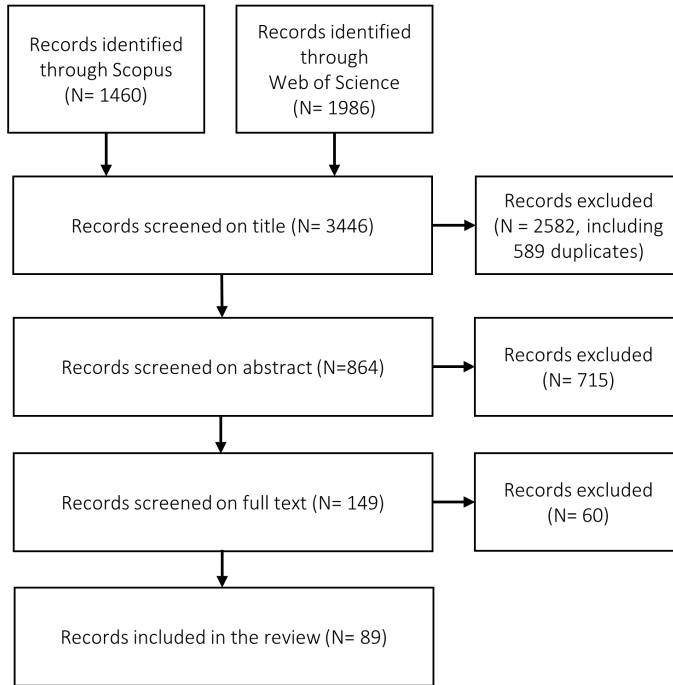 Records identified
through Scopus
(N= 1460)
Records identified
through
Web of Science
(N= 1986)
Records screened on title (N= 3446)
Records excluded
(N = 2582, including
589 duplicates)
Records screened on abstract (N=864)
Records excluded
(N= 715)
Records screened on full text (N= 149)
Records excluded
(N= 60)
Records included in the review (N= 89)